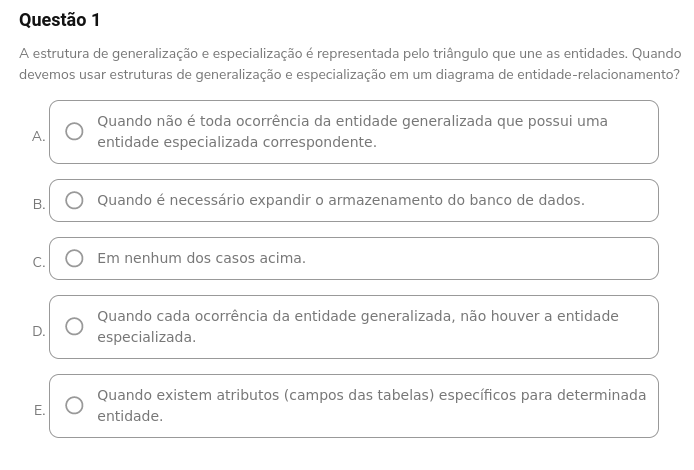 Questão 1
A estrutura de generalização e especialização é representada pelo triângulo que une as entidades. Quando
devemos usar estruturas de generalização e especialização em um diagrama de entidade-relacionamento?
A. Quando não é toda ocorrência da entidade generalizada que possui uma
entidade especializada correspondente.
B. Quando é necessário expandir o armazenamento do banco de dados.
C. Em nenhum dos casos acima.
D. Quando cada ocorrência da entidade generalizada, não houver a entidade
especializada.
E. Quando existem atributos (campos das tabelas) específicos para determinada
entidade.